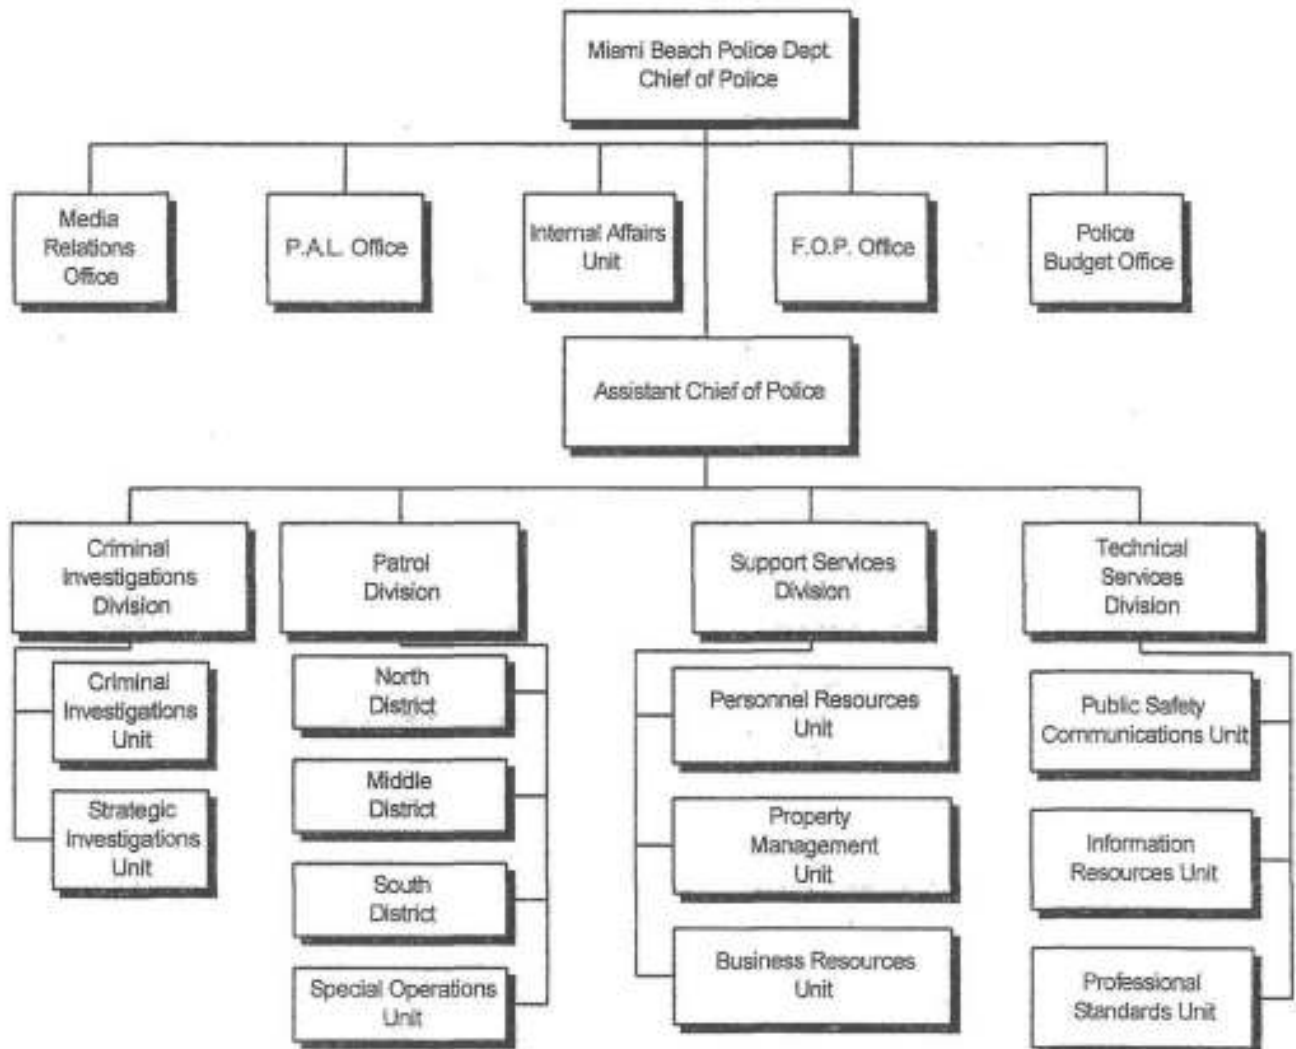 Miami Beach Police Dept.
Chief of Police
Media
Relations
Office
P.A.L. Office
Internal Affairs
Unit
F.O.P. Office
Police
Budget Office
Assistant Chief of Police
Criminal
Investigations
Division
Patrol
Division
Support Services
Division
Technical
Services
Division
Criminal
Investigations
Unit
Strategic
Investigations
Unit
North
District
Middle
District
South
District
Special Operations
Unit
Personnel Resources
Unit
Property
Management
Unit
Business Resources
Unit
Public Safety
Communications Unit
Information
Resources Unit
Professional
Standards Unit